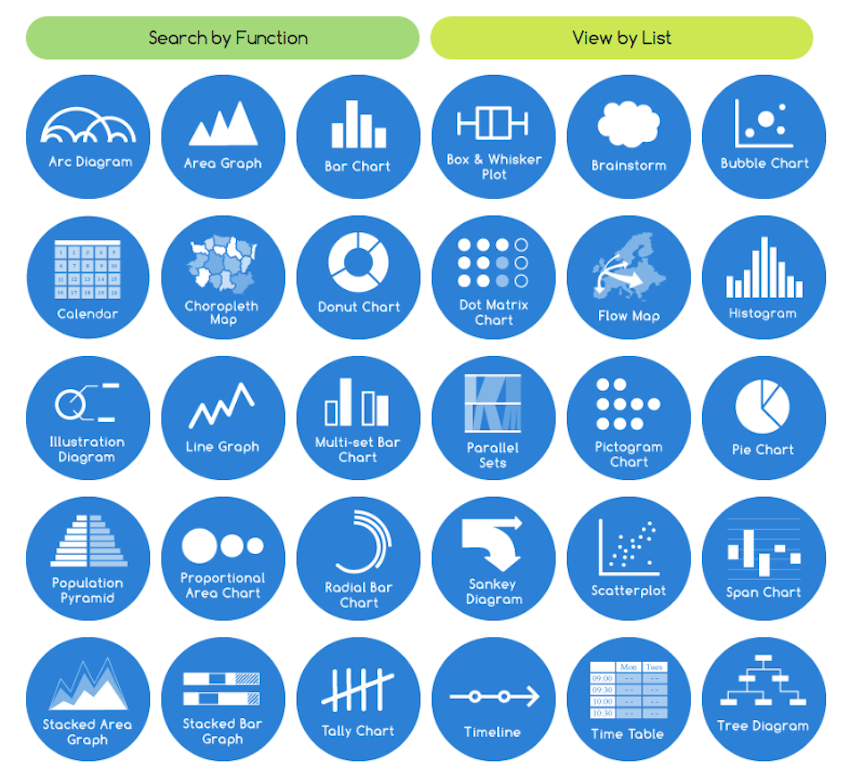 Search by Function
View by List
Arc Diagram
Area Graph
Bar Chart
Box & Whisker
Plot
Brainstorm
Bubble Chart
Calendar
Choropleth
Map
Donut Chart
Dot Matrix
Chart
Flow Map
Histogram
Illustration
Diagram
Line Graph
Multi-set Bar
Chart
Parallel
Sets
Pictogram
Chart
Pie Chart
Population
Pyramid
Proportional
Area Chart
Radial Bar
Chart
Sankey
Diagram
Scatterplot
Span Chart
Stacked Area
Graph
Stacked Bar
Graph
Tally Chart
Timeline
Mon Tues
09:00 -- --
09:30 -- --
10:00 -- --
10:30 -- --
Time Table
Tree Diagram